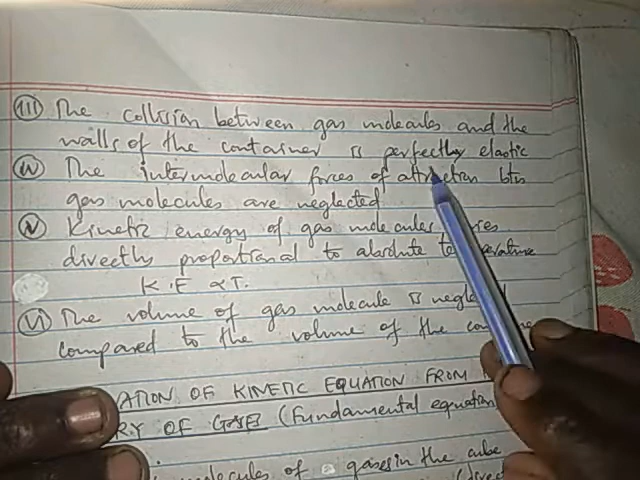 (III) The collision between gas molecules and the
walls of the container is perfectly elastic
(IV) The intermolecular forces of attraction btn
gas molecules are neglected
(V) Kinetic energy of gas molecules
directly proportional to absolute
K.E ∝ T.
(VI) The volume of gas molecule is
compared to the volume of the
ATION OF KINETIC EQUATION FROM
RY OF GASES (Fundamental equation
molecules of a gases in the cube